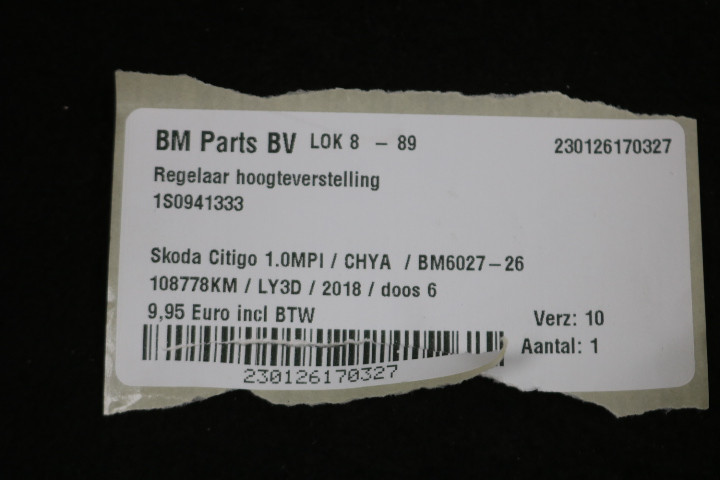 BM Parts BV LOK 8 - 89 230126170327
Regelaar hoogteverstelling
1S0941333
Skoda Citigo 1.0MPI / CHYA / BM6027-26
108778KM / LY3D / 2018 / doos 6
9,95 Euro incl BTW Verz: 10
Aantal: 1
230126170327